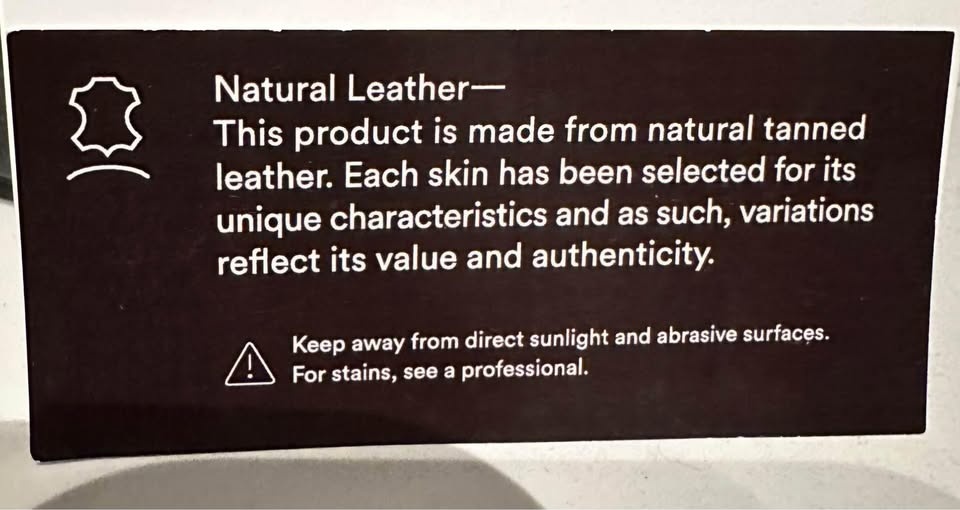 Natural Leather—
This product is made from natural tanned
leather. Each skin has been selected for its
unique characteristics and as such, variations
reflect its value and authenticity.
Keep away from direct sunlight and abrasive surfaces.
For stains, see a professional.